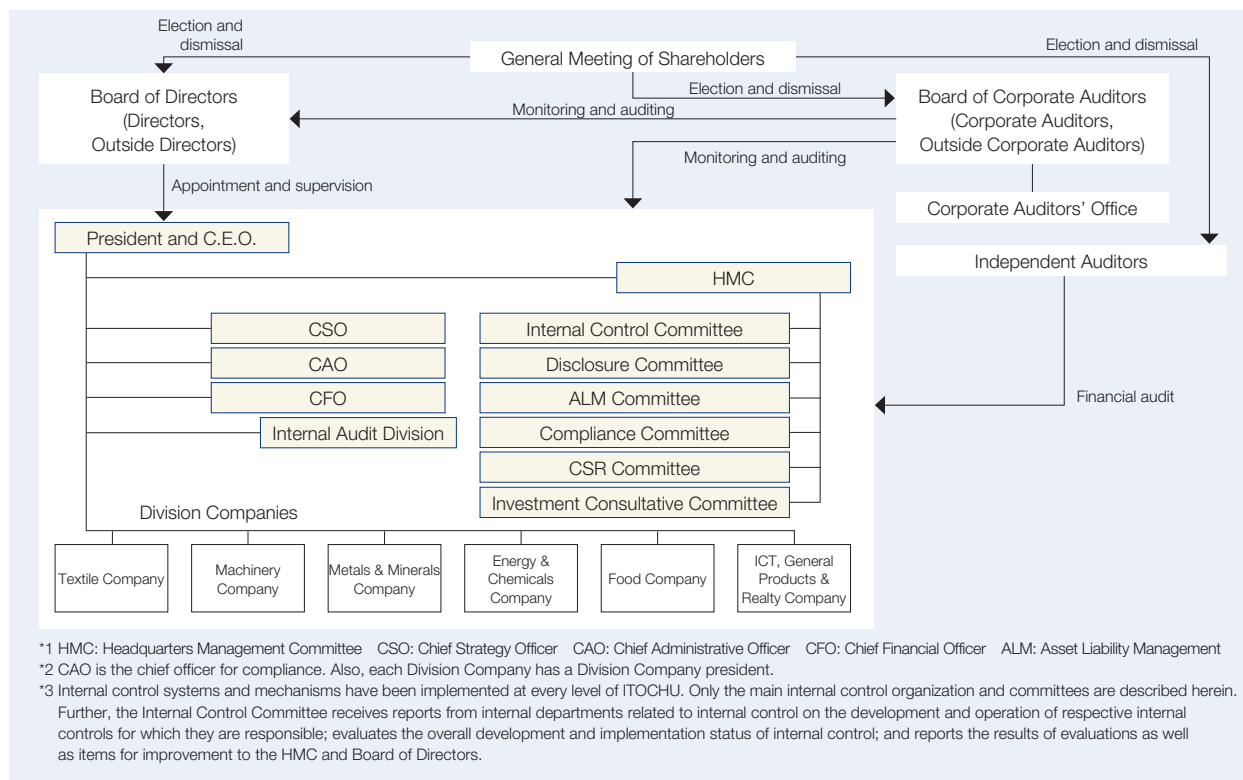 Election and
dismissal
General Meeting of Shareholders
Election and dismissal
Board of Directors
(Directors,
Outside Directors)
Election and dismissal
Monitoring and auditing
Board of Corporate Auditors
(Corporate Auditors,
Outside Corporate Auditors)
Monitoring and auditing
Appointment and supervision
Corporate Auditors' Office
President and C.E.O.
Independent Auditors
HMC
CSO
Internal Control Committee
CAO
Disclosure Committee
CFO
ALM Committee
Financial audit
Internal Audit Division
Compliance Committee
CSR Committee
Investment Consultative Committee
Division Companies
Textile Company
Machinery
Company
Metals & Minerals
Company
Energy &
Chemicals
Company
Food Company
ICT, General
Products &
Realty Company
*1 HMC: Headquarters Management Committee CSO: Chief Strategy Officer CAO: Chief Administrative Officer CFO: Chief Financial Officer ALM: Asset Liability Management
*2 CAO is the chief officer for compliance. Also, each Division Company has a Division Company president.
*3 Internal control systems and mechanisms have been implemented at every level of ITOCHU. Only the main internal control organization and committees are described herein.
Further, the Internal Control Committee receives reports from internal departments related to internal control on the development and operation of respective internal
controls for which they are responsible; evaluates the overall development and implementation status of internal control; and reports the results of evaluations as well
as items for improvement to the HMC and Board of Directors.